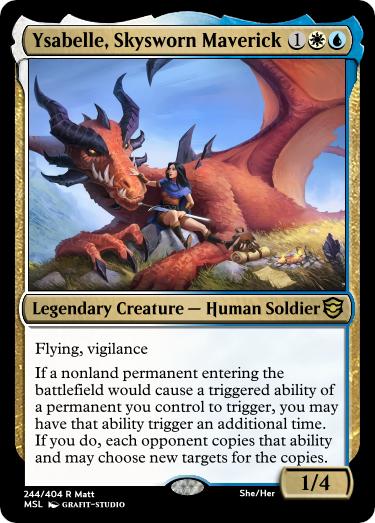 Ysabelle, Skysworn Maverick 1
Legendary Creature — Human Soldier
Flying, vigilance
If a nonland permanent entering the
battlefield would cause a triggered ability of
a permanent you control to trigger, you may
have that ability trigger an additional time.
If you do, each opponent copies that ability
and may choose new targets for the copies.
1/4
244/404 R Matt
She/Her
MSL GRAFIT-STUDIO